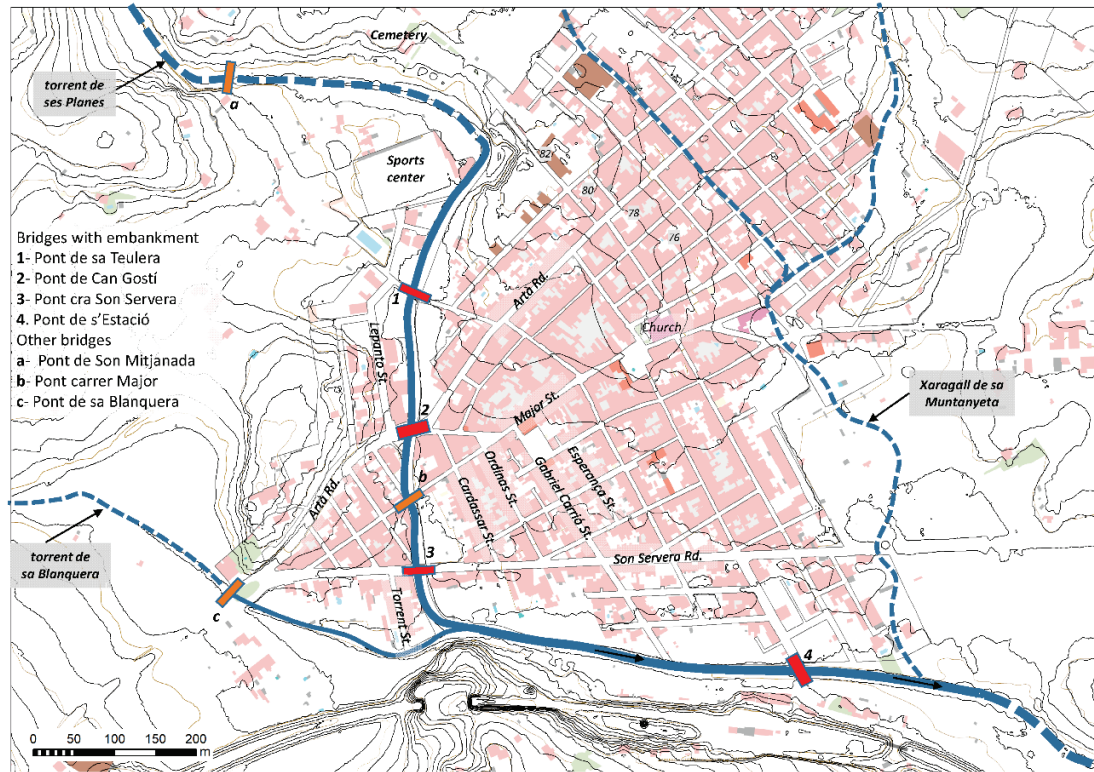 Cemetery
torrent de
ses Planes
a
Sports
center
82
80
78
76
Bridges with embankment
1- Pont de sa Teulera
2- Pont de Can Gostí
3- Pont cra Son Servera
4. Pont de s'Estació
Other bridges
a- Pont de Son Mitjanada
b- Pont carrer Major
c- Pont de sa Blanquera
1
Artà Rd.
Church
Lepanto St.
2
Major St.
Xaragall de sa
Muntanyeta
b
Artà Rd.
Ordinas St.
Cardassar St.
Gabriel Carrió St.
Esperança St.
torrent de
sa Blanquera
3
Son Servera Rd.
c
Torrent St.
4
0 50 100 150 200
m